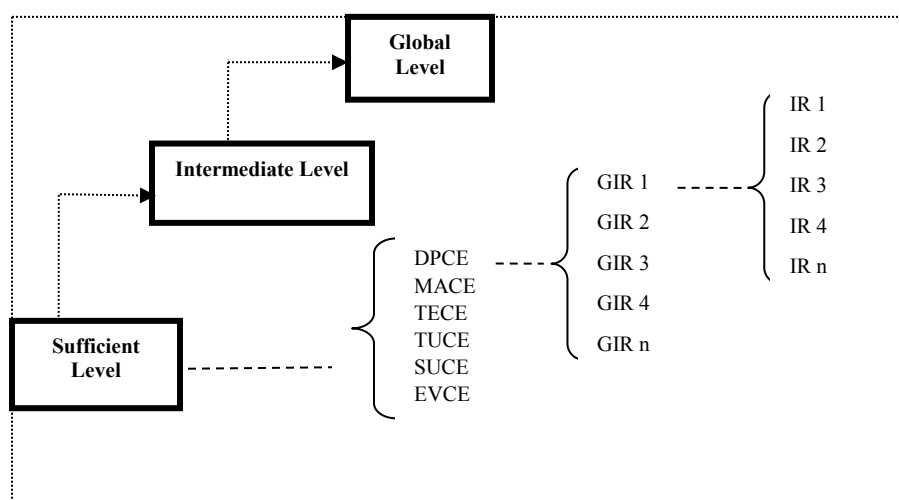 Global
Level
Intermediate Level
Sufficient
Level
DPCE
MACE
TECE
TUCE
SUCE
EVCE
GIR 1
GIR 2
GIR 3
GIR 4
GIR n
IR 1
IR 2
IR 3
IR 4
IR n